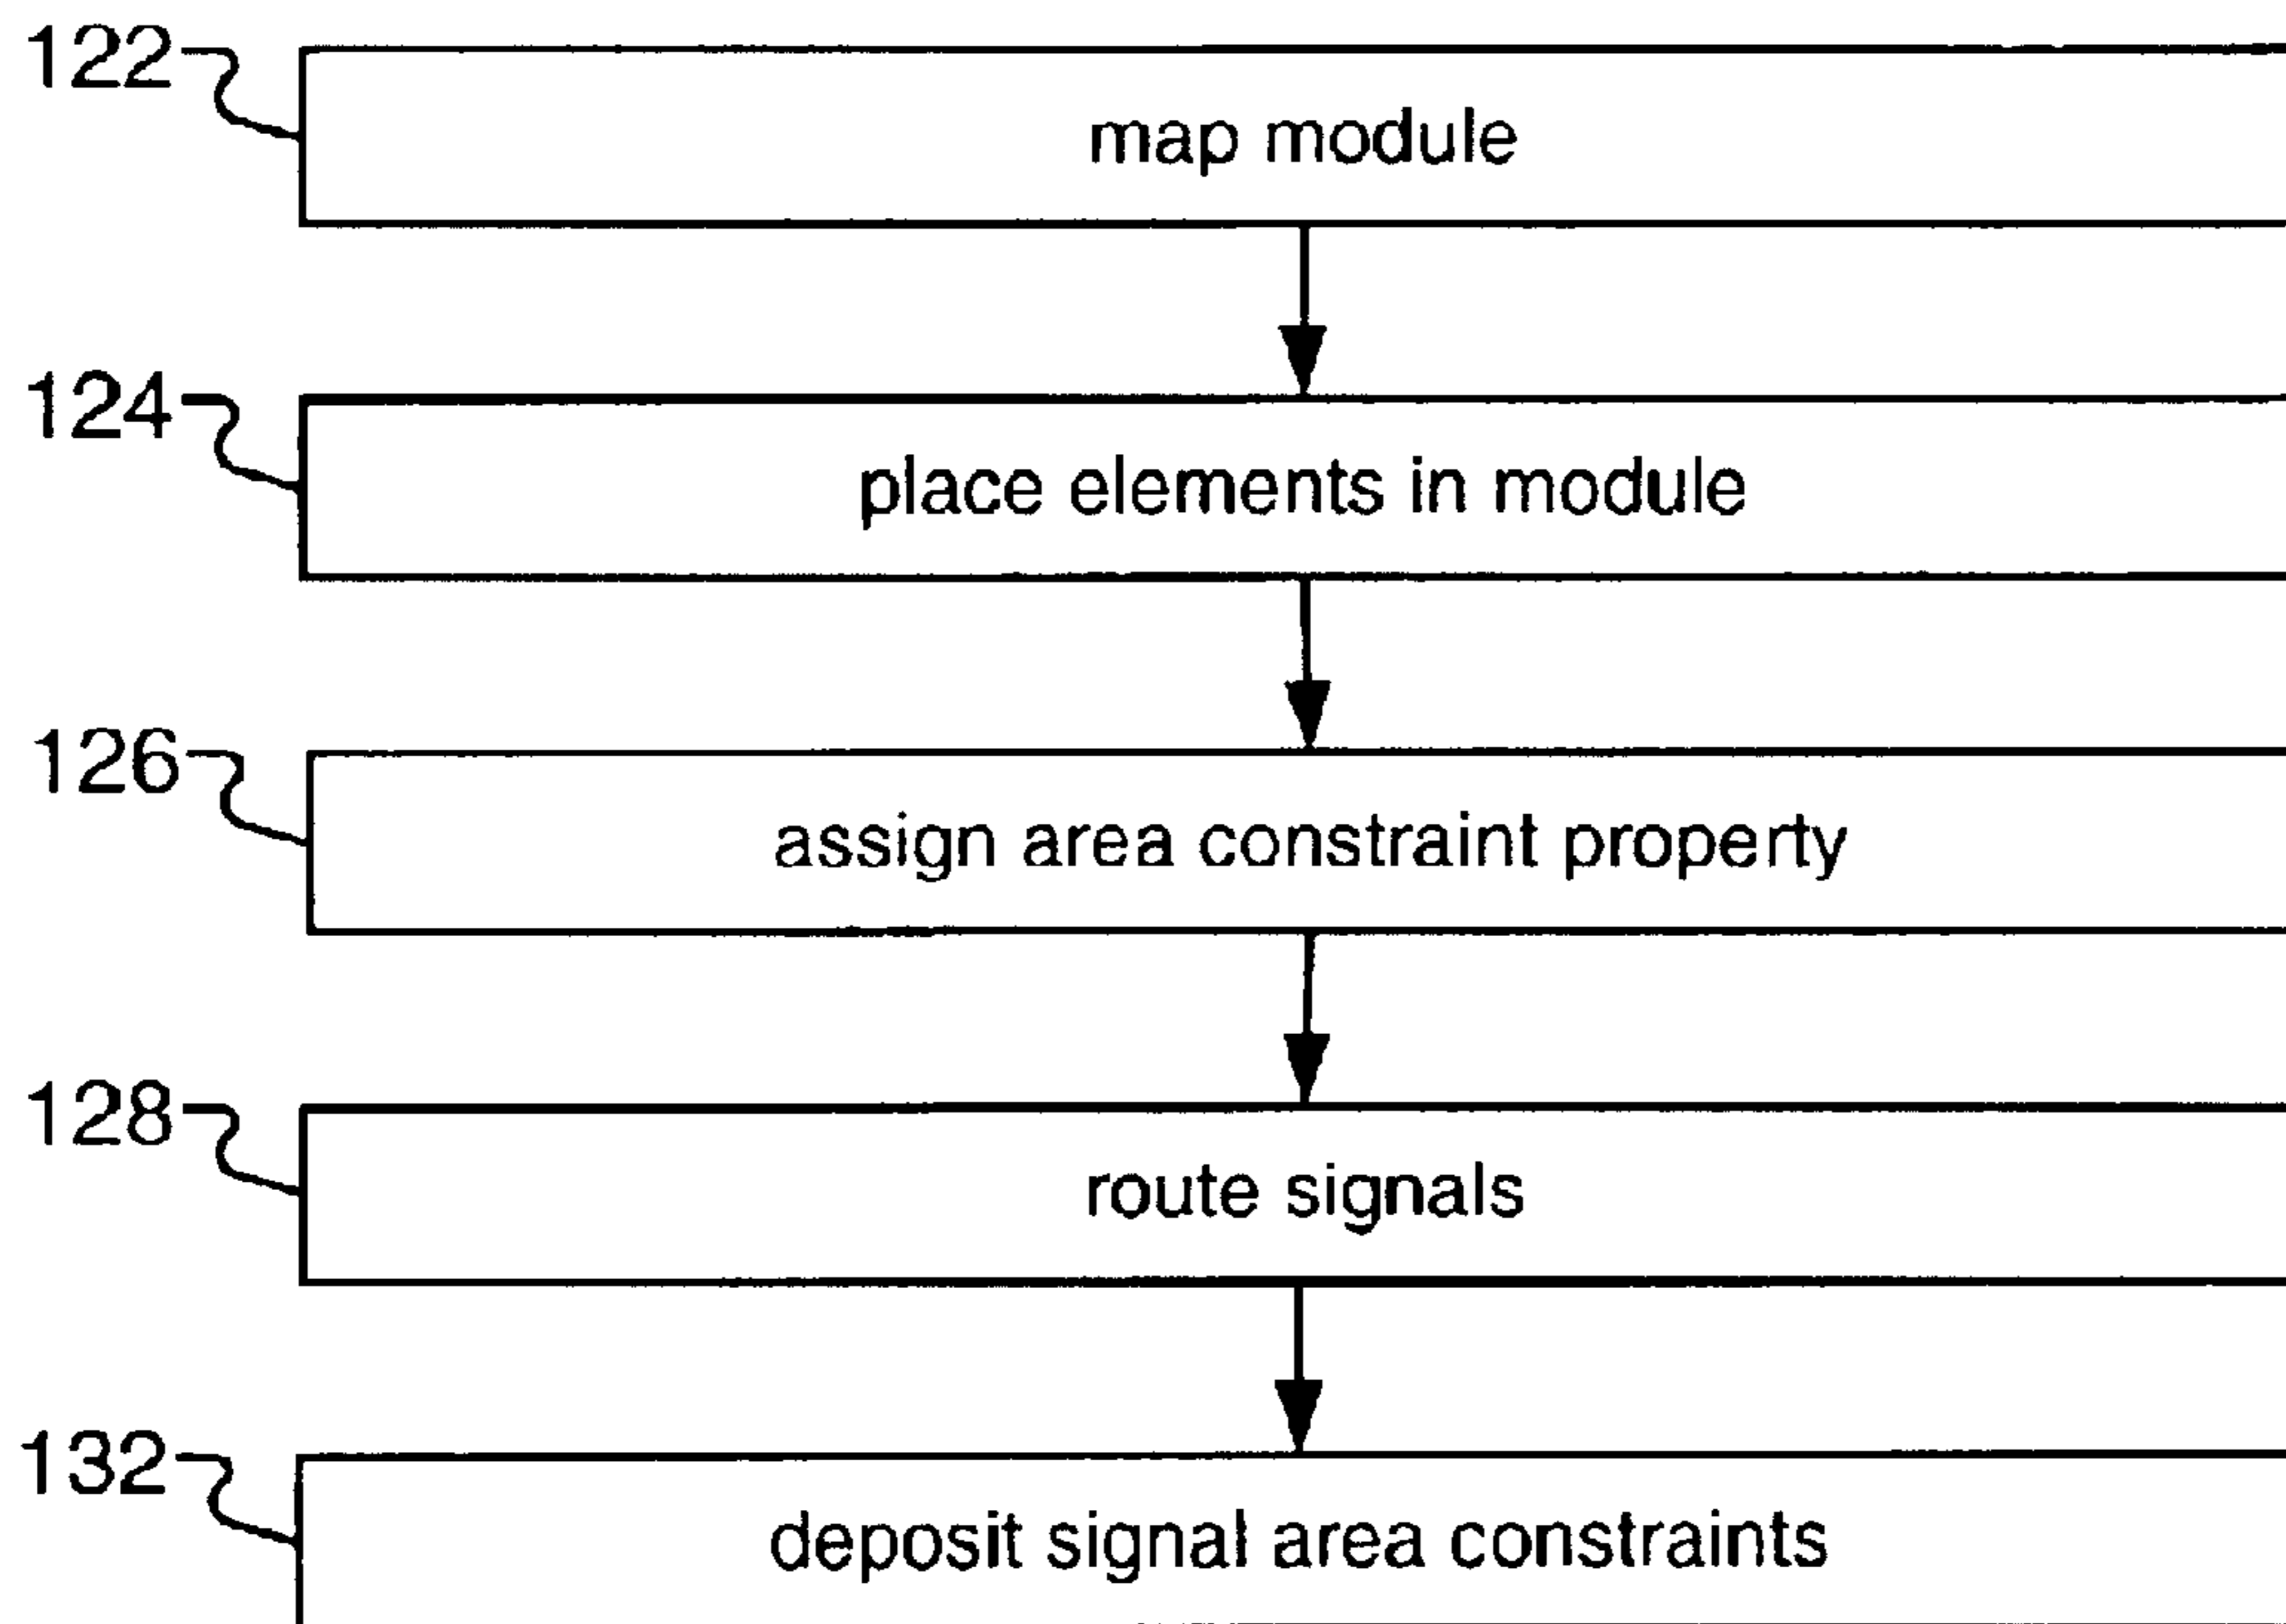 122
map module
124
place elements in module
126
assign area constraint property
128
route signals
132
deposit signal area constraints